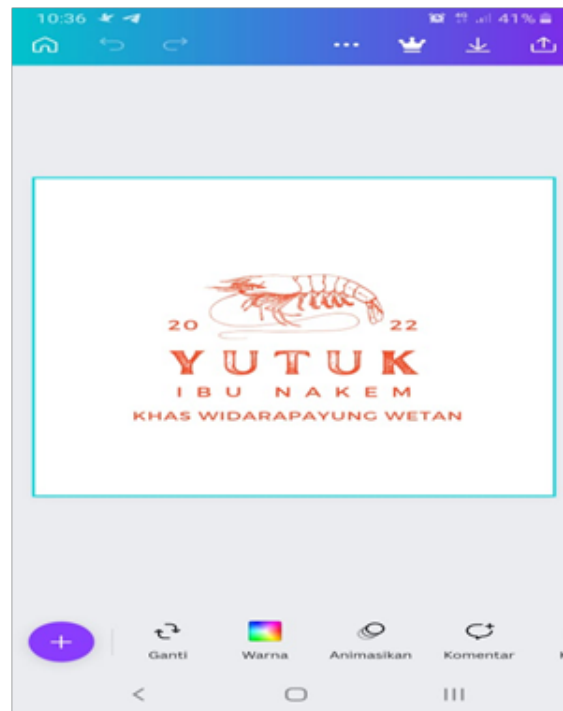 10:36 41%
20 22
YUTUK
IBU NAKEM
KHAS WIDARAPAYUNG WETAN
Ganti Warna Animasikan Komentar